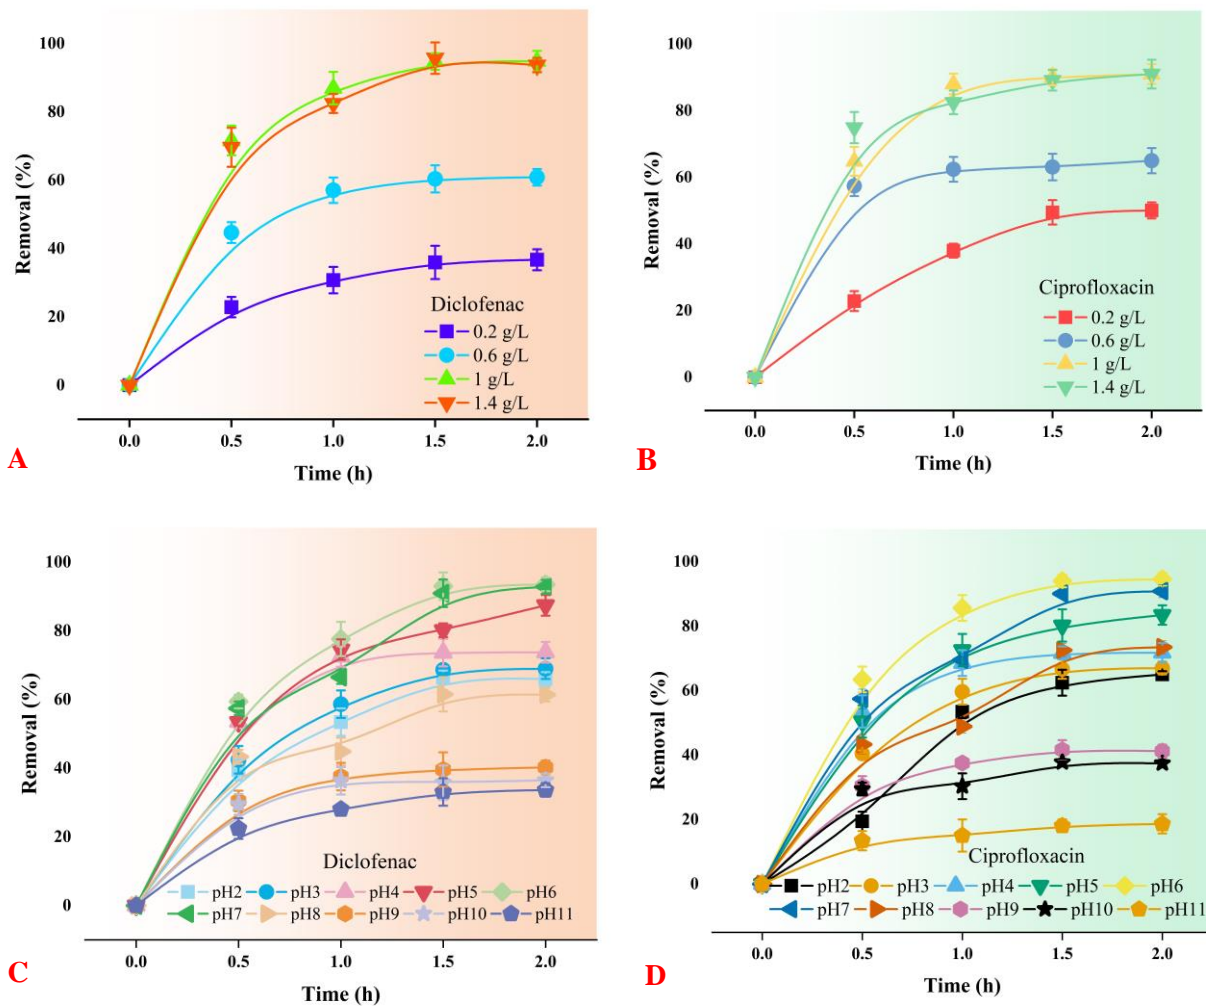 100
80
60
40
20
0
Removal (%)
Diclofenac
0.2 g/L
0.6 g/L
1 g/L
1.4 g/L
0.0 0.5 1.0 1.5 2.0
Time (h)
A
100
80
60
40
20
0
Removal (%)
Ciprofloxacin
0.2 g/L
0.6 g/L
1 g/L
1.4 g/L
0.0 0.5 1.0 1.5 2.0
Time (h)
B
100
80
60
40
20
0
Removal (%)
Diclofenac
pH2 pH3 pH4 pH5 pH6
pH7 pH8 pH9 pH10 pH11
0.0 0.5 1.0 1.5 2.0
Time (h)
C
100
80
60
40
20
0
Removal (%)
Ciprofloxacin
pH2 pH3 pH4 pH5 pH6
pH7 pH8 pH9 pH10 pH11
0.0 0.5 1.0 1.5 2.0
Time (h)
D